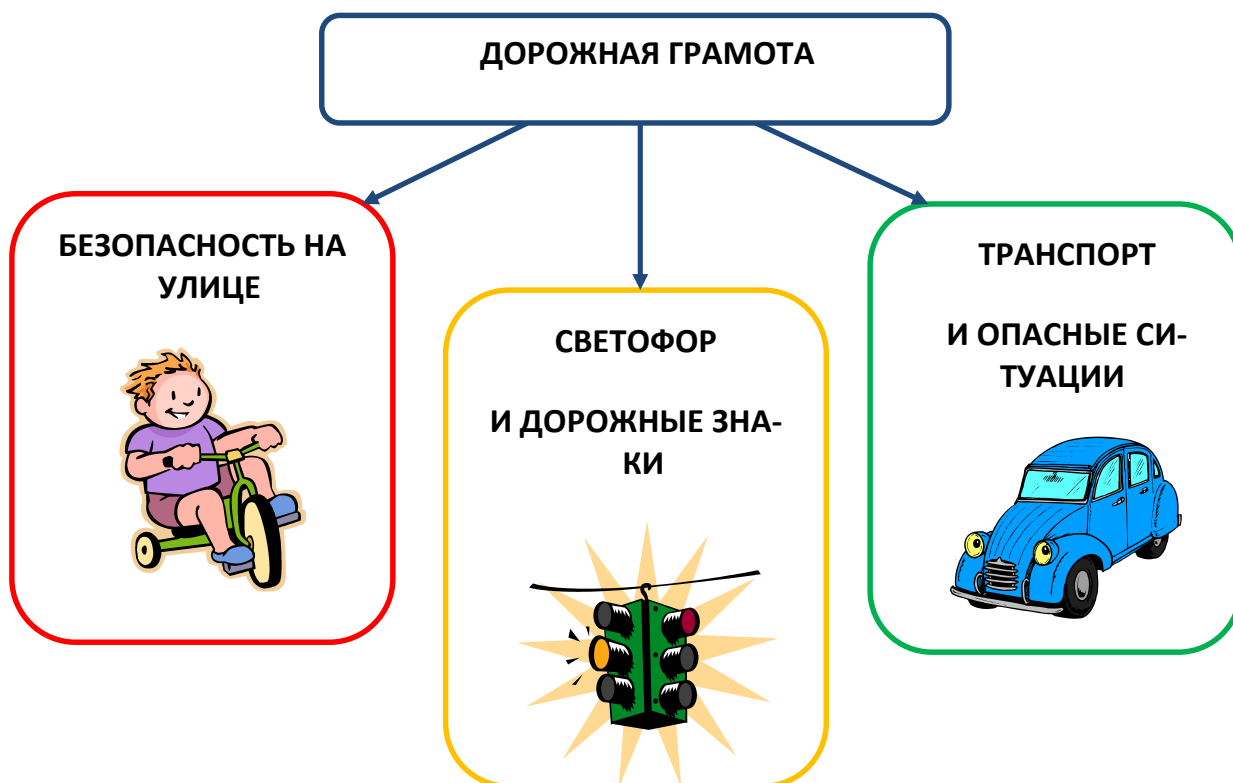 ДОРОЖНАЯ ГРАМОТА
БЕЗОПАСНОСТЬ НА
УЛИЦЕ
СВЕТОФОР
И ДОРОЖНЫЕ ЗНА-
КИ
ТРАНСПОРТ
И ОПАСНЫЕ СИ-
ТУАЦИИ